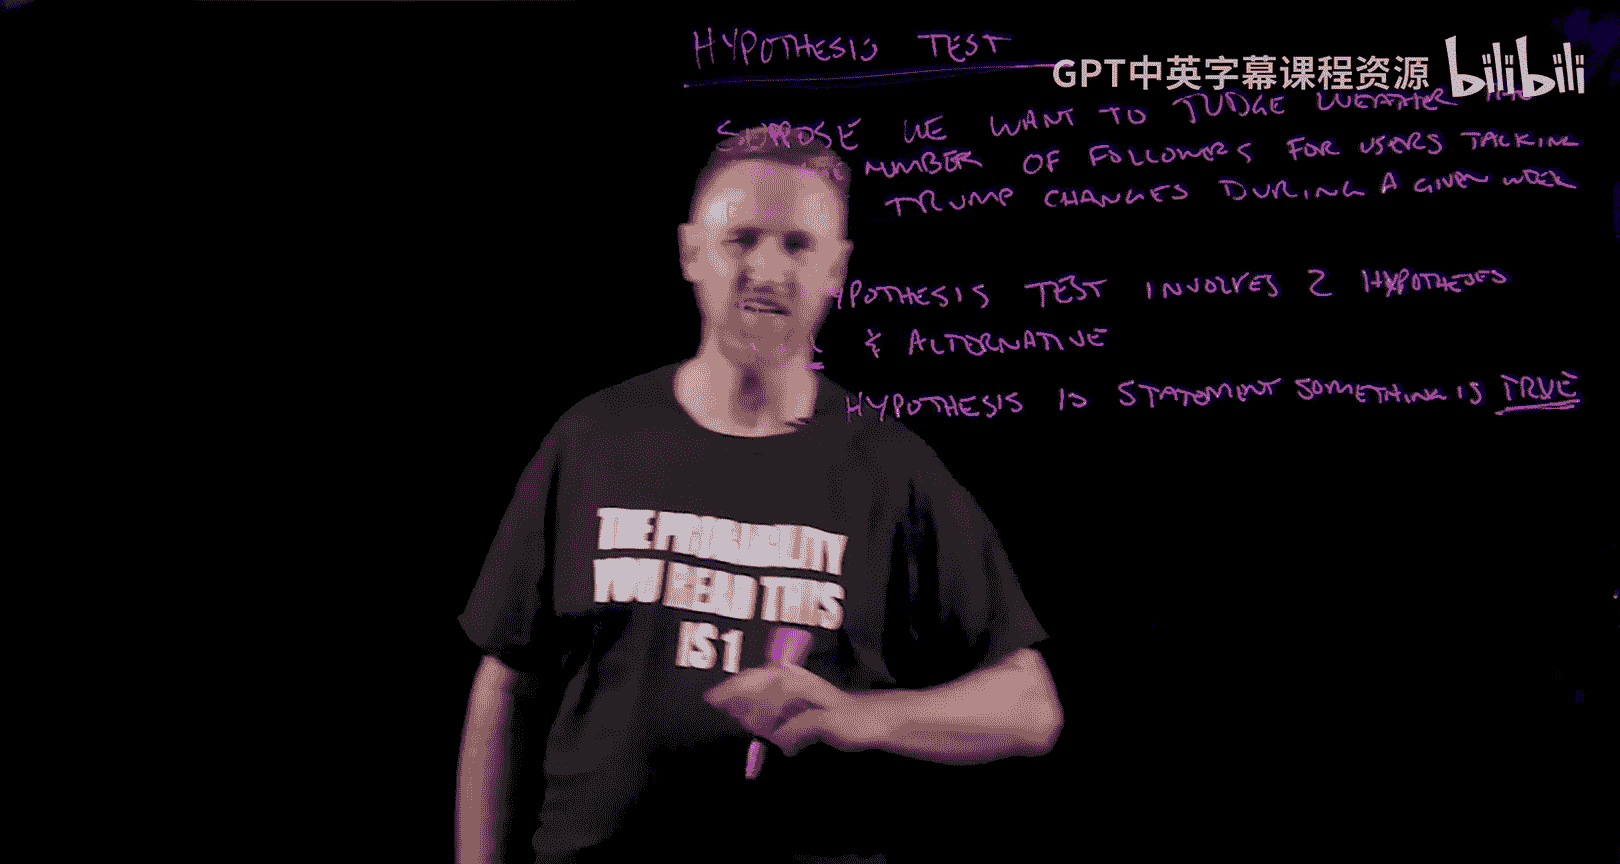 HYPOTHESIS TEST
GPT中英字幕课程资源 bilibili
SUPPOSE WE WANT TO JUDGE WEATHER
NUMBER OF FOLLOWERS FOR USERS TALKING
TRUMP CHANGES DURING A GIVEN WEEK
YPOTHESIS TEST INVOLVES 2 HYPOTHESES
& ALTERNATIVE
HYPOTHESIS IS STATEMENT SOMETHING IS TRUE
THE PROBABILITY
YOU READ THIS
IS 1